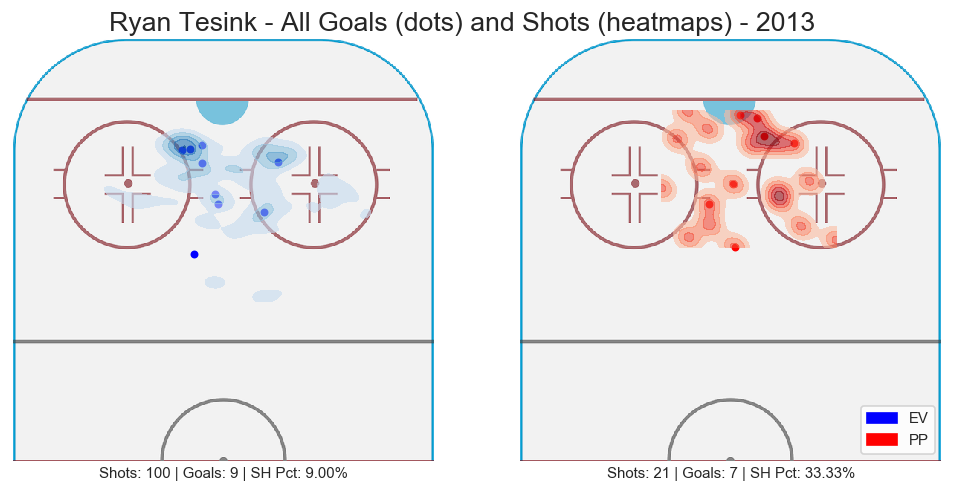 Ryan Tesink - All Goals (dots) and Shots (heatmaps) - 2013
EV
PP
Shots: 100 | Goals: 9 | SH Pct: 9.00%
Shots: 21 | Goals: 7 | SH Pct: 33.33%